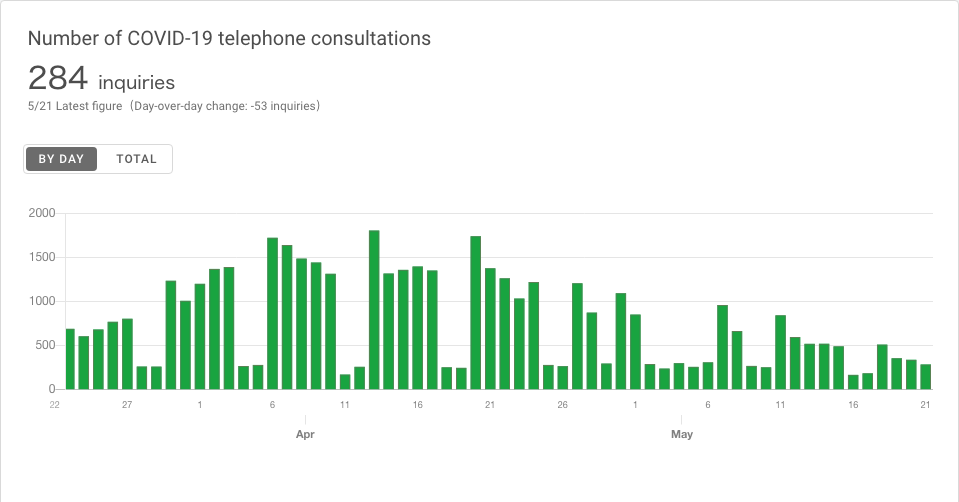 Number of COVID-19 telephone consultations
284 inquiries
5/21 Latest figure（Day-over-day change: -53 inquiries）
BY DAY TOTAL
2000
1500
1000
500
0
22 27 1 6 11 16 21 26 1 6 11 16 21
Apr May